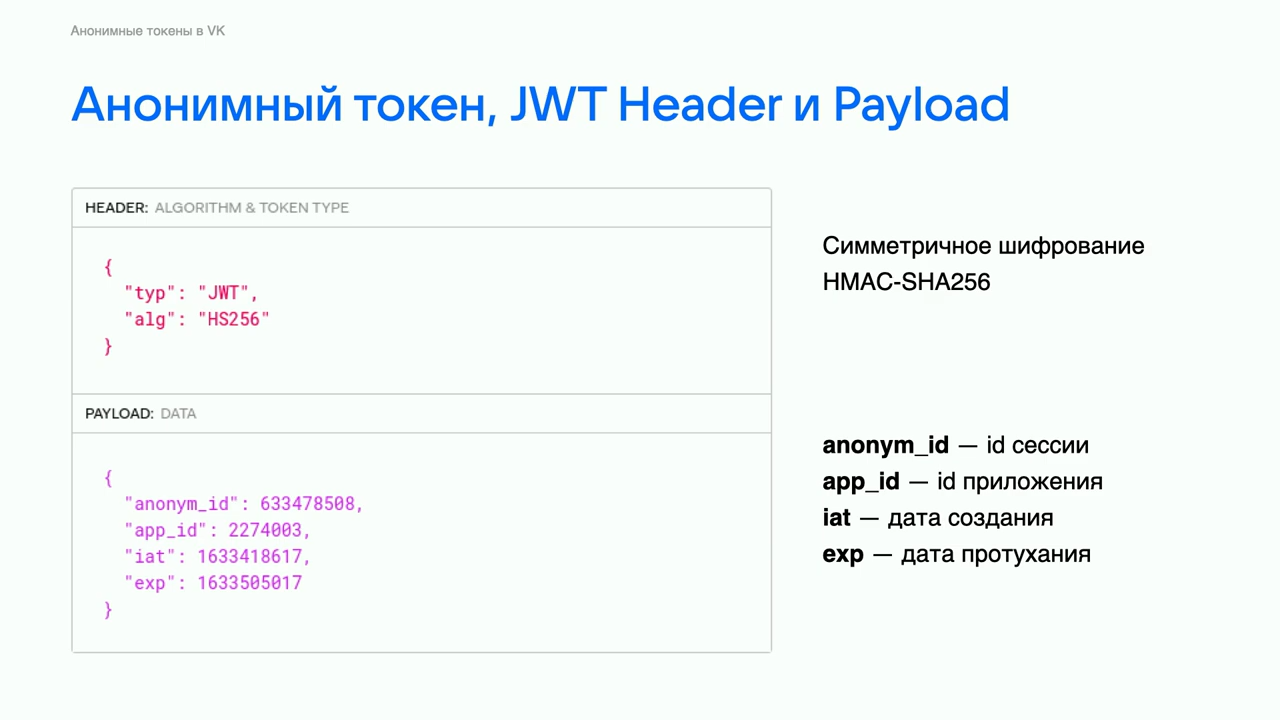 Анонимные токены в VK
Анонимный токен, JWT Header и Payload
HEADER: ALGORITHM & TOKEN TYPE
{
"typ": "JWT",
"alg": "HS256"
}
Симметричное шифрование
HMAC-SHA256
PAYLOAD: DATA
{
"anonym_id": 633478508,
"app_id": 2274003,
"iat": 1633418617,
"exp": 1633505017
}
anonym_id — id сессии
app_id — id приложения
iat — дата создания
exp — дата протухания